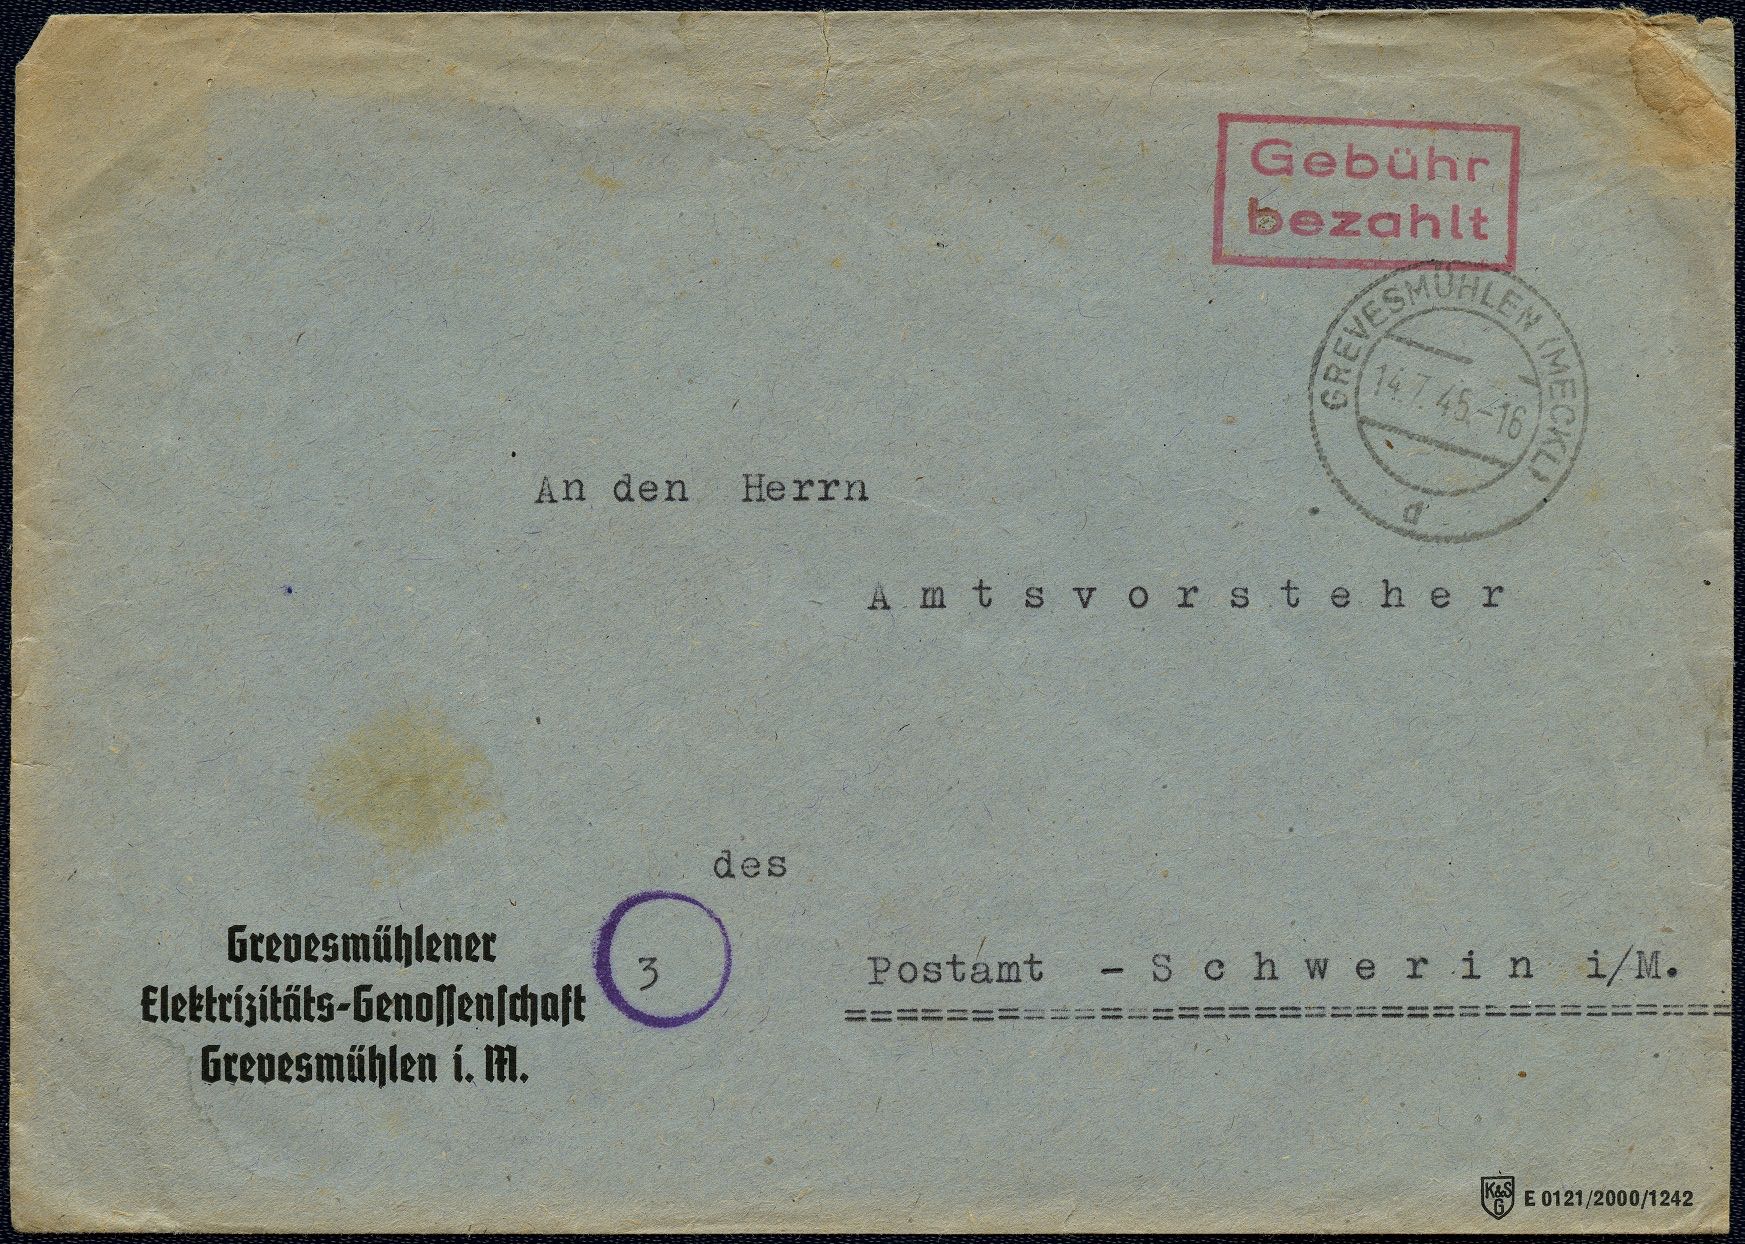 Gebühr
bezahlt
GREVESMÜHLEN (MECKL)
14.7.45.-16
d
An den Herrn
Amtsvorsteher
des
Postamt - Schwerin i/M.
===================================
Grevesmühlener
Elektrizitäts-Genossenschaft
Grevesmühlen i. M.
3
K&S
G
E 0121/2000/1242